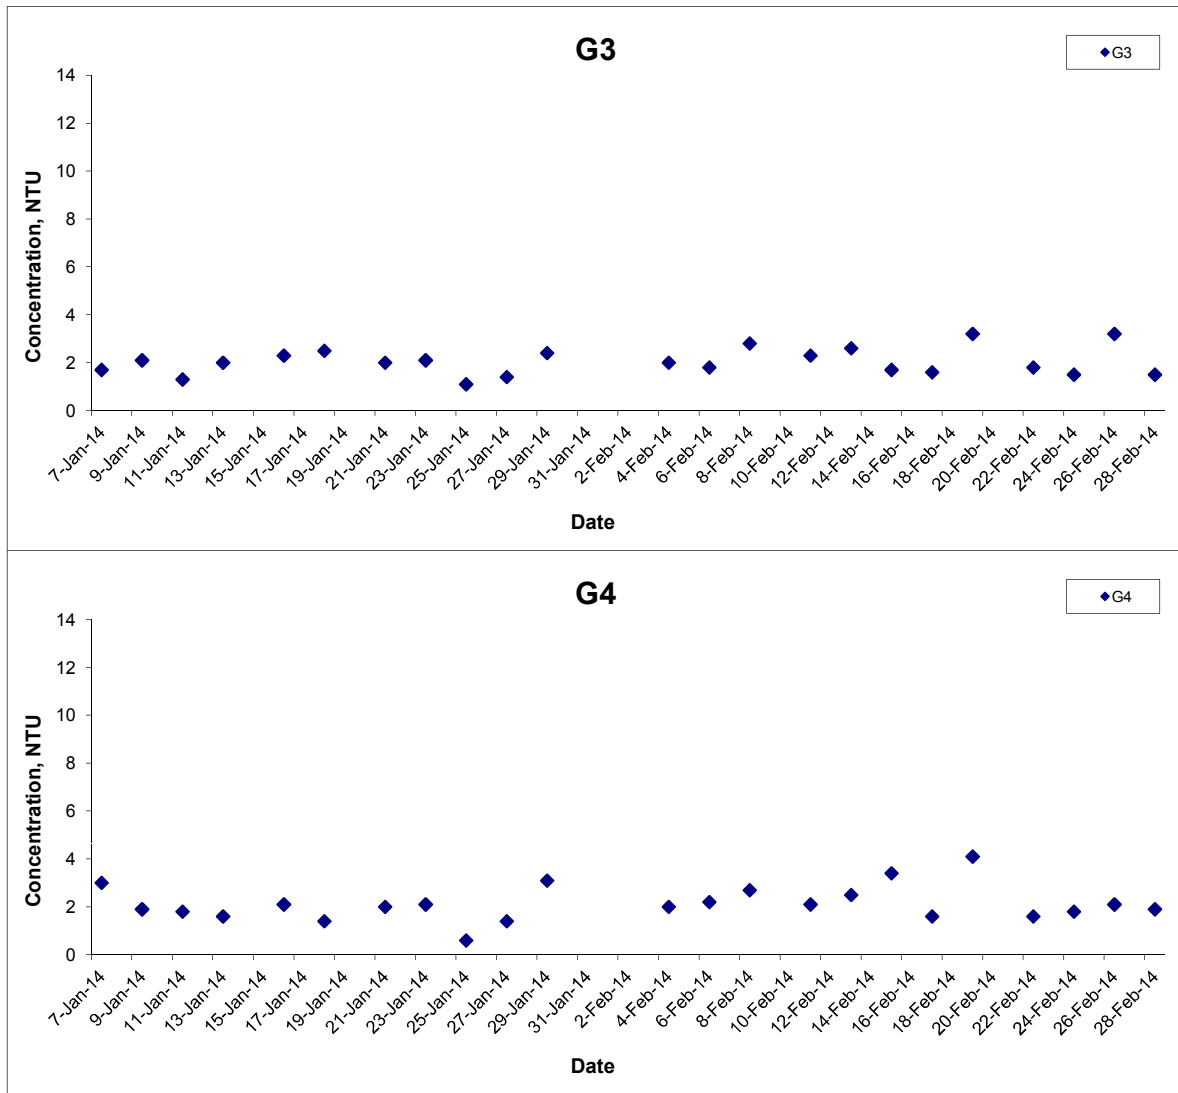 G3
G3
14
12
10
8
6
4
2
0
Concentration, NTU
7-Jan-14
9-Jan-14
11-Jan-14
13-Jan-14
15-Jan-14
17-Jan-14
19-Jan-14
21-Jan-14
23-Jan-14
25-Jan-14
27-Jan-14
29-Jan-14
31-Jan-14
2-Feb-14
4-Feb-14
6-Feb-14
8-Feb-14
10-Feb-14
12-Feb-14
14-Feb-14
16-Feb-14
18-Feb-14
20-Feb-14
22-Feb-14
24-Feb-14
26-Feb-14
28-Feb-14
Date
G4
G4
14
12
10
8
6
4
2
0
Concentration, NTU
7-Jan-14
9-Jan-14
11-Jan-14
13-Jan-14
15-Jan-14
17-Jan-14
19-Jan-14
21-Jan-14
23-Jan-14
25-Jan-14
27-Jan-14
29-Jan-14
31-Jan-14
2-Feb-14
4-Feb-14
6-Feb-14
8-Feb-14
10-Feb-14
12-Feb-14
14-Feb-14
16-Feb-14
18-Feb-14
20-Feb-14
22-Feb-14
24-Feb-14
26-Feb-14
28-Feb-14
Date